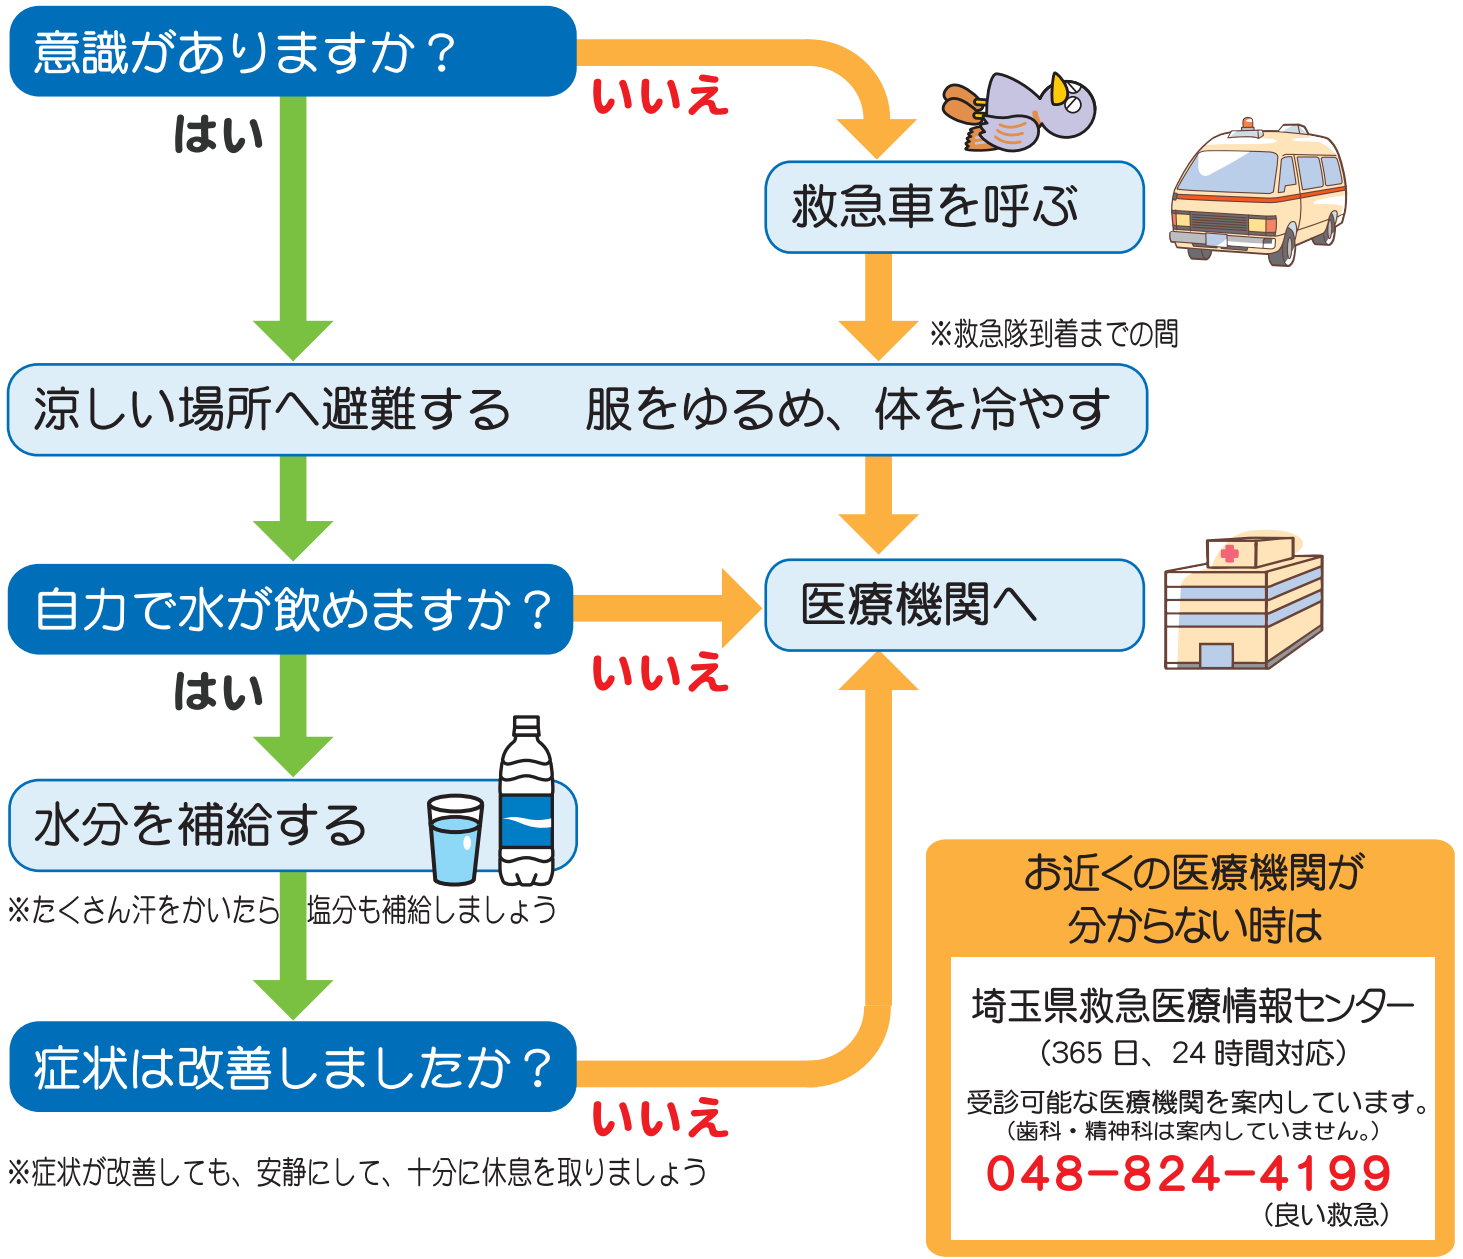 意識がありますか？
いいえ
はい
救急車を呼ぶ
※救急隊到着までの間
涼しい場所へ避難する　服をゆるめ、体を冷やす
自力で水が飲めますか？
医療機関へ
いいえ
はい
水分を補給する
※たくさん汗をかいたら　塩分も補給しましょう
症状は改善しましたか？
いいえ
※症状が改善しても、安静にして、十分に休息を取りましょう
お近くの医療機関が
分からない時は
埼玉県救急医療情報センター
（365 日、24 時間対応）
受診可能な医療機関を案内しています。
（歯科・精神科は案内していません。）
048－824－4199
（良い救急）